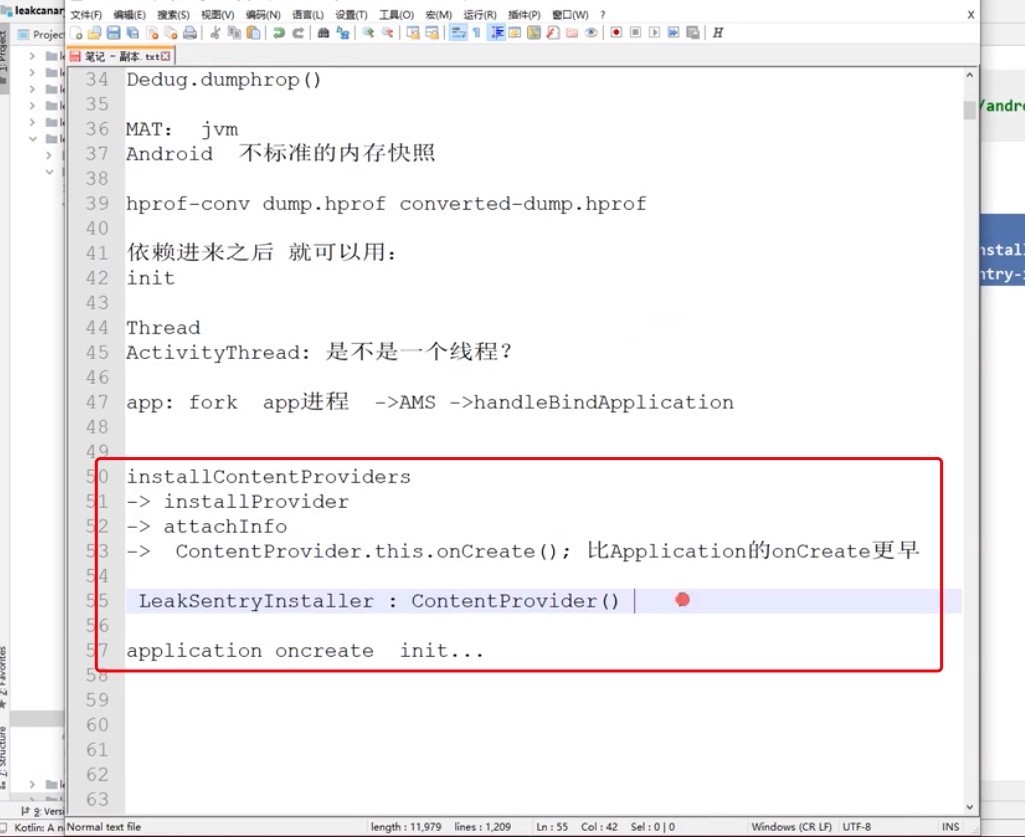 leakcanar
文件(F) 编辑(E) 搜索(S) 视图(V) 编码(N) 语言(L) 设置(T) 工具(O) 宏(M) 运行(R) 插件(P) 窗口(W) ? X
Projec
1: Project
笔记 - 副本.txt
34 Dedug.dumphrop()
35
36 MAT： jvm
37 Android 不标准的内存快照
38
39 hprof-conv dump.hprof converted-dump.hprof
40
41 依赖进来之后 就可以用：
42 init
43
44 Thread
45 ActivityThread: 是不是一个线程？
46
47 app: fork app进程 ->AMS ->handleBindApplication
48
49
50 installContentProviders
51 -> installProvider
52 -> attachInfo
53 -> ContentProvider.this.onCreate(); 比Application的onCreate更早
54
55 LeakSentryInstaller : ContentProvider()
56
57 application oncreate init...
58
59
60
61
62
63
/andr
nstal
ntry-
2: Favorites
Z: Structure
9: Versi
Kotlin: A n
Normal text file length : 11,979 lines : 1,209 Ln : 55 Col : 42 Sel : 0 | 0 Windows (CR LF) UTF-8 INS